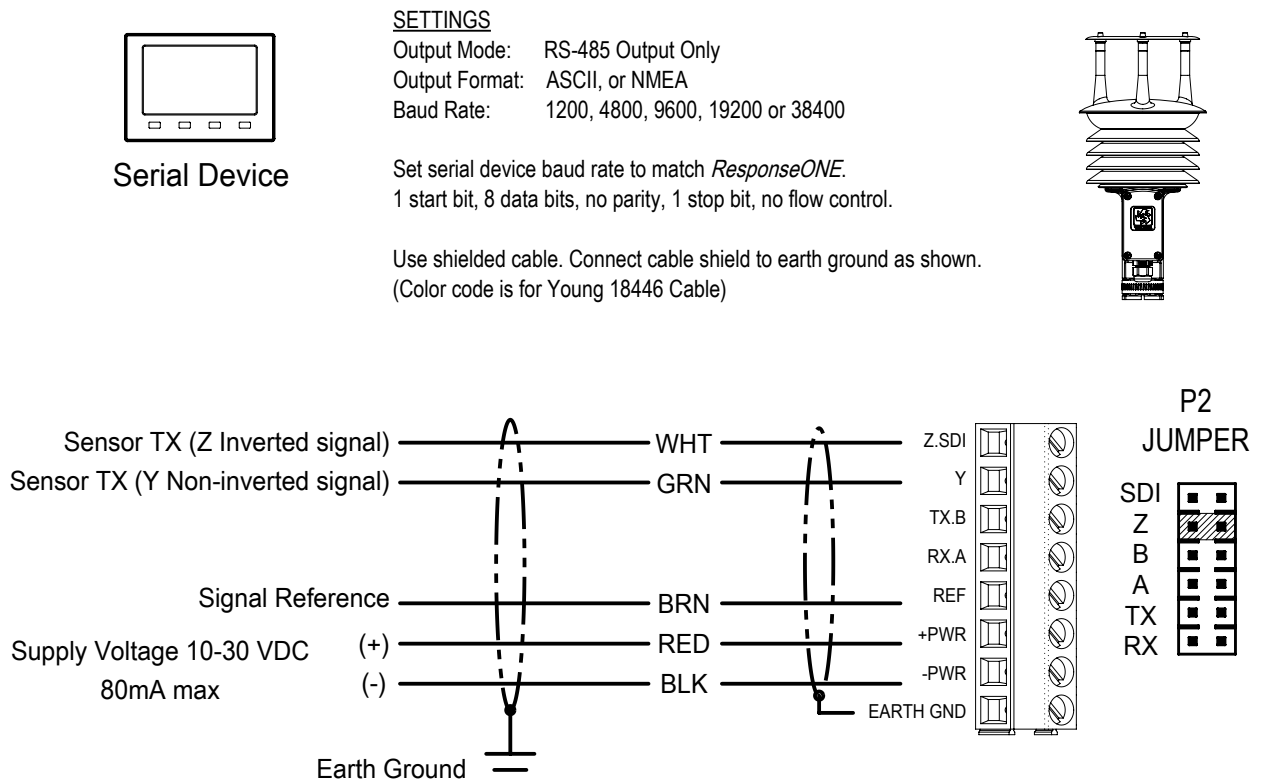 SETTINGS
Output Mode: RS-485 Output Only
Output Format: ASCII, or NMEA
Baud Rate: 1200, 4800, 9600, 19200 or 38400
Serial Device
Set serial device baud rate to match ResponseONE.
1 start bit, 8 data bits, no parity, 1 stop bit, no flow control.
Use shielded cable. Connect cable shield to earth ground as shown.
(Color code is for Young 18446 Cable)
P2
JUMPER
Sensor TX (Z Inverted signal) WHT Z.SDI
Sensor TX (Y Non-inverted signal) GRN Y
TX.B
RX.A
Signal Reference BRN REF
Supply Voltage 10-30 VDC (+) RED +PWR
80mA max (-) BLK -PWR
EARTH GND
Earth Ground
SDI
Z
B
A
TX
RX